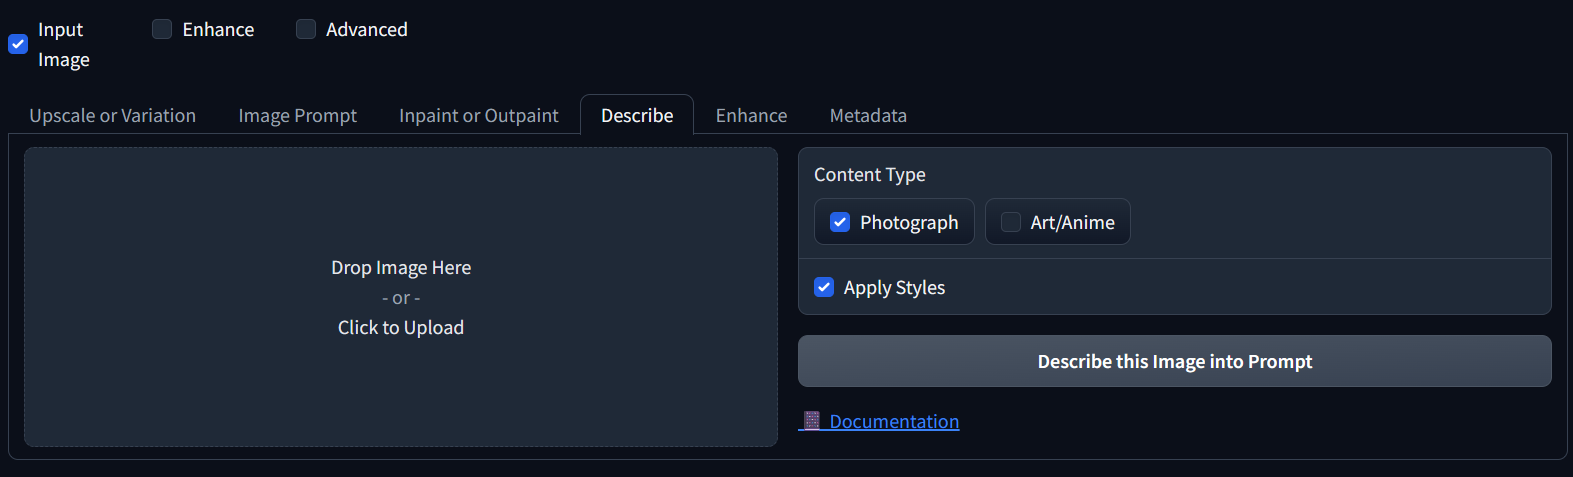 Input
Image
Enhance
Advanced
Upscale or Variation
Image Prompt
Inpaint or Outpaint
Describe
Enhance
Metadata
Drop Image Here
- or -
Click to Upload
Content Type
Photograph
Art/Anime
Apply Styles
Describe this Image into Prompt
Documentation